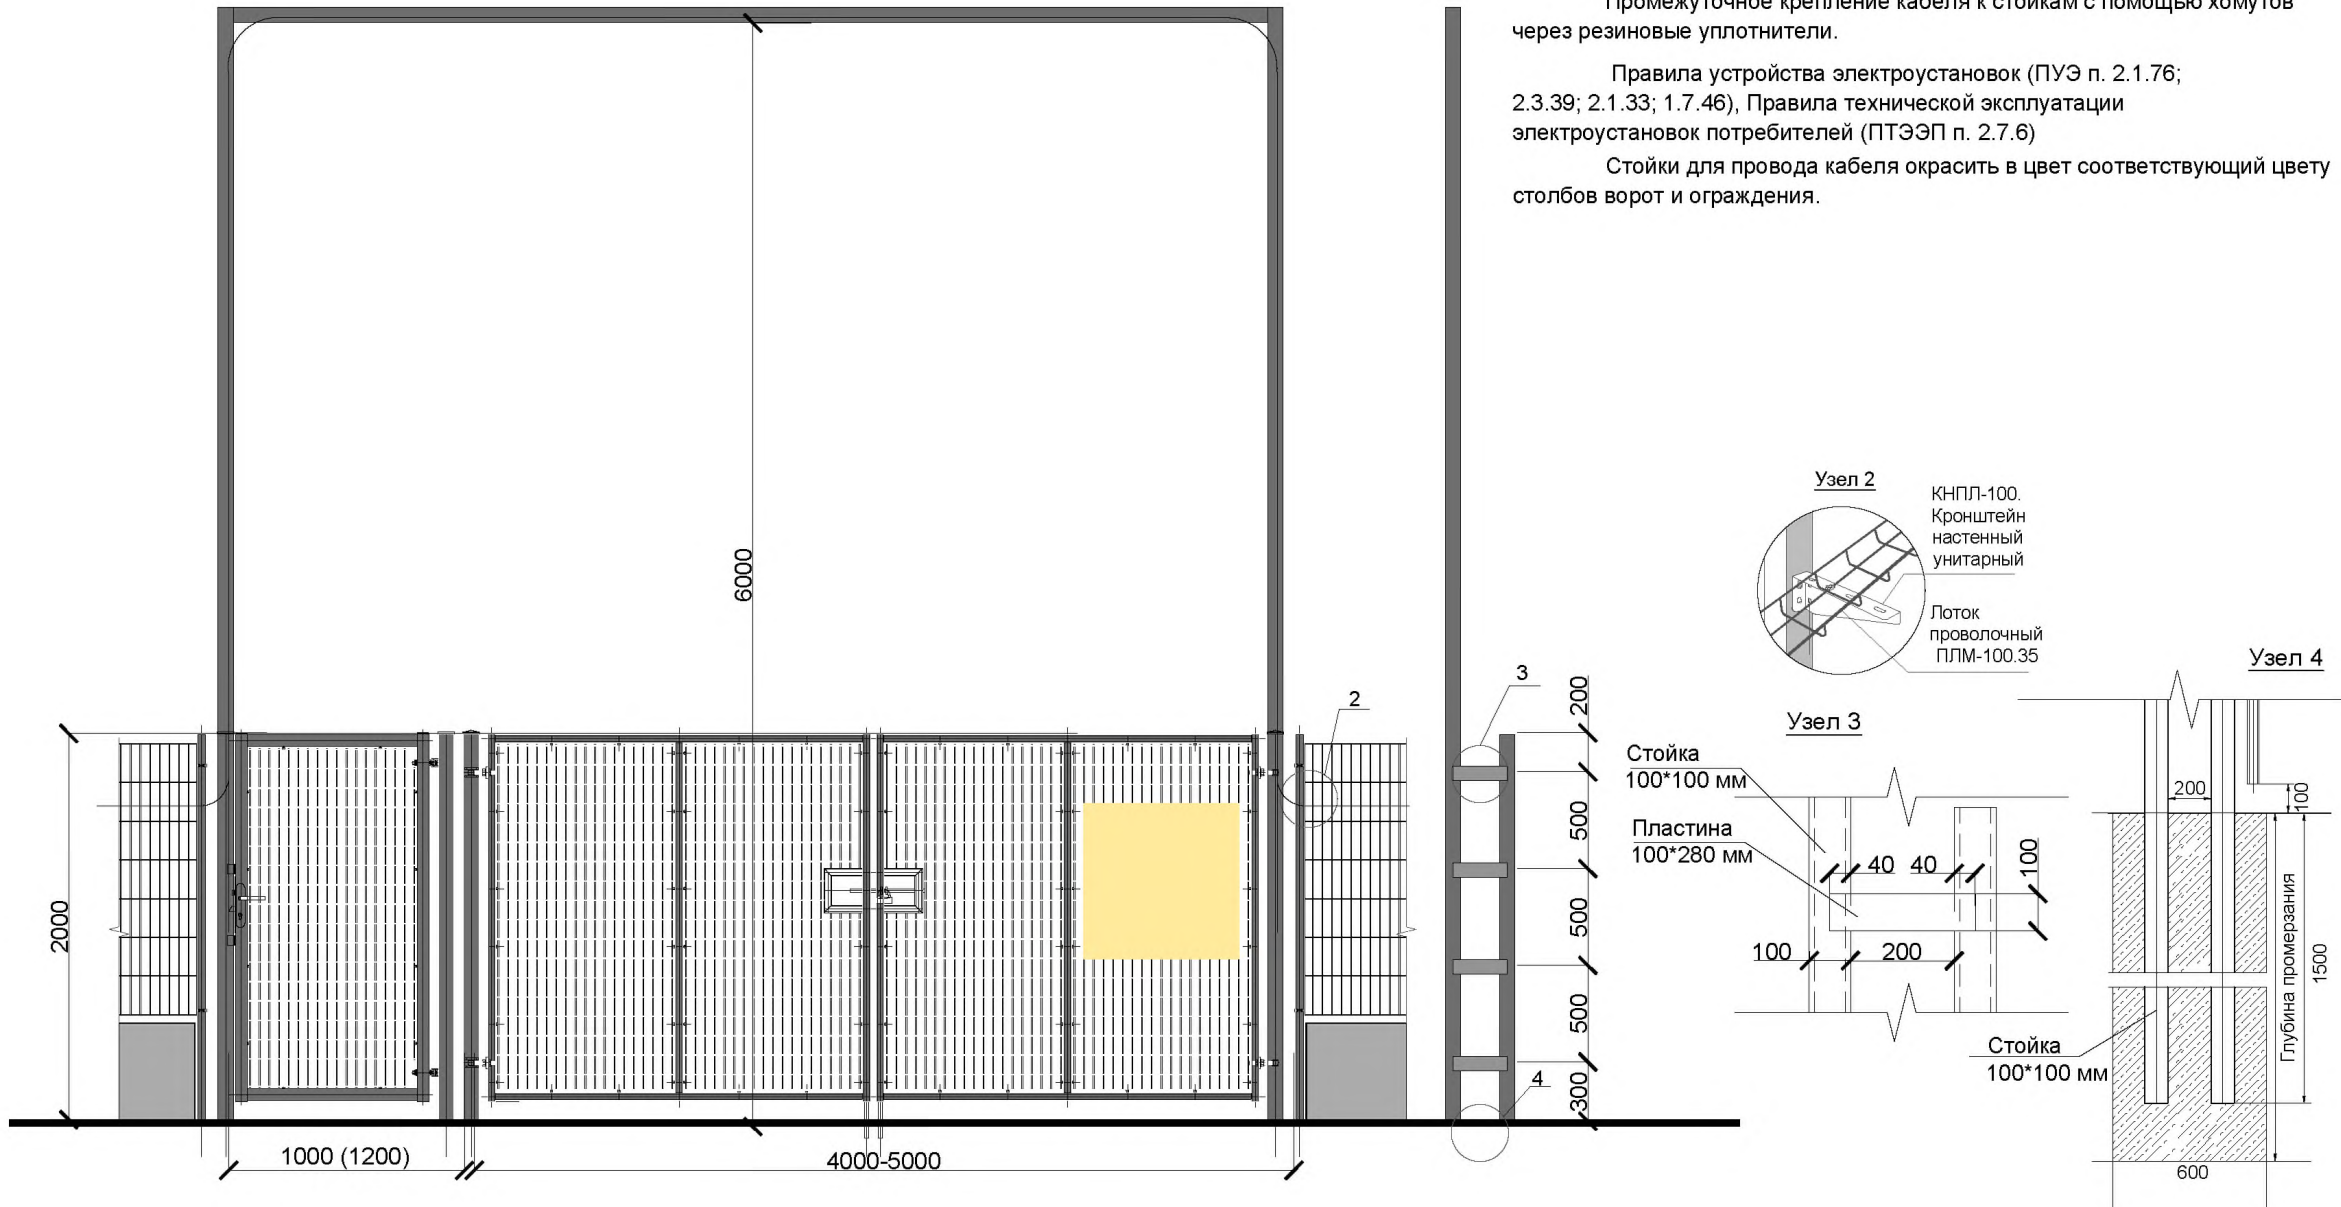 Промежуточное крепление кабеля к стойкам с помощью хомутов
через резиновые уплотнители.
Правила устройства электроустановок (ПУЭ п. 2.1.76;
2.3.39; 2.1.33; 1.7.46), Правила технической эксплуатации
электроустановок потребителей (ПТЭЭП п. 2.7.6)
Стойки для провода кабеля окрасить в цвет соответствующий цвету
столбов ворот и ограждения.
6000
2000
1000 (1200)
4000-5000
2
3
4
200
500
500
500
300
Узел 2
КНПЛ-100.
Кронштейн
настенный
унитарный
Лоток
проволочный
ПЛМ-100.35
Узел 3
Стойка
100*100 мм
Пластина
100*280 мм
40
40
100
100
200
Узел 4
200
100
Глубина промерзания
1500
Стойка
100*100 мм
600